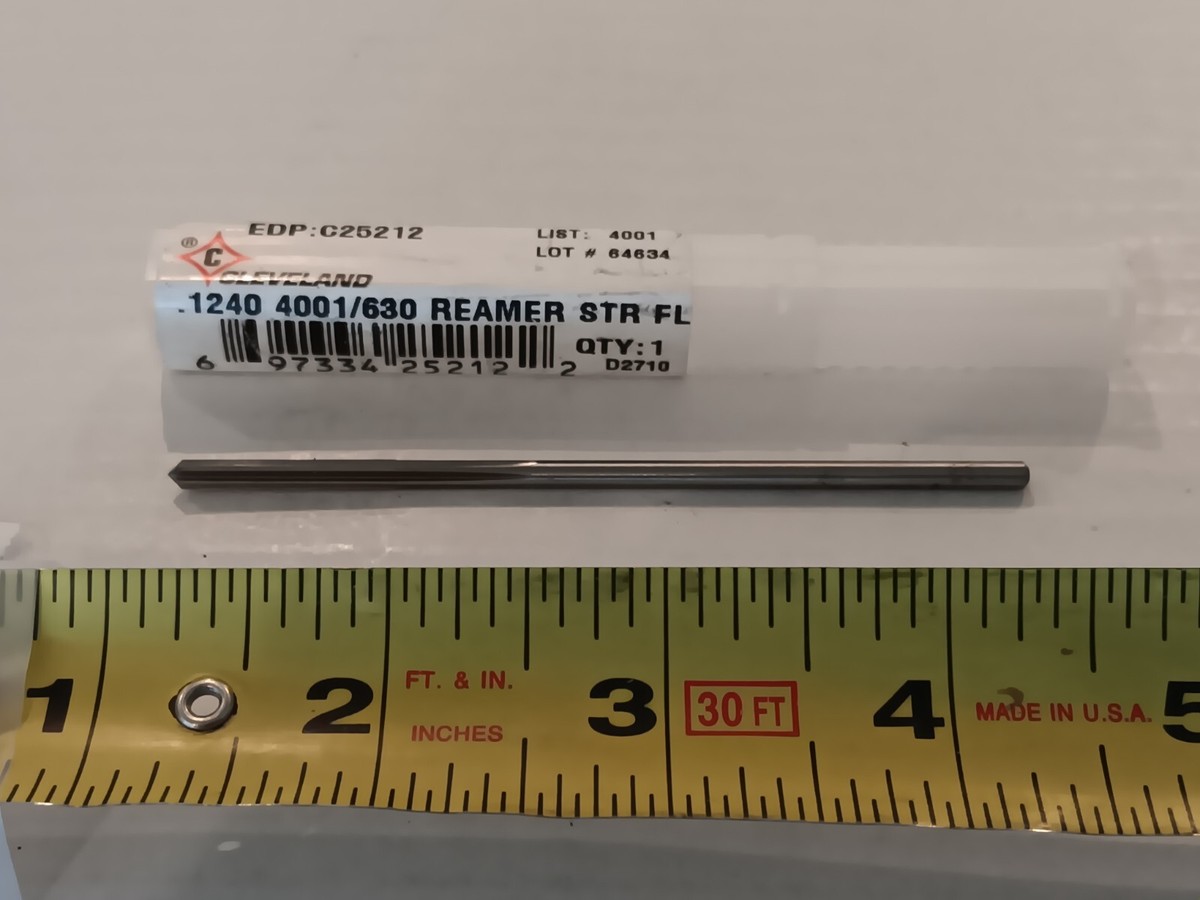 EDP:C25212
LIST: 4001
LOT # 64634
® C
CLEVELAND
.1240 4001/630 REAMER STR FL
QTY:1
6 97334 25212 2
D2710
FT. & IN.
1 2 3 30 FT 4 MADE IN U.S.A. 5
INCHES